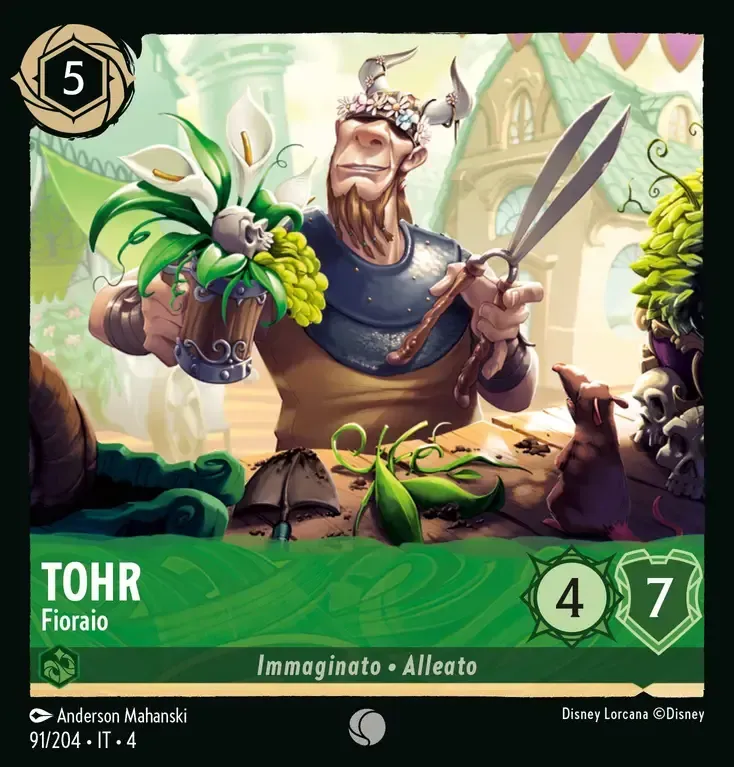 5
TOHR
Fioraio
4
7
Immaginato • Alleato
Anderson Mahanski
Disney Lorcana ©Disney
91/204 • IT • 4